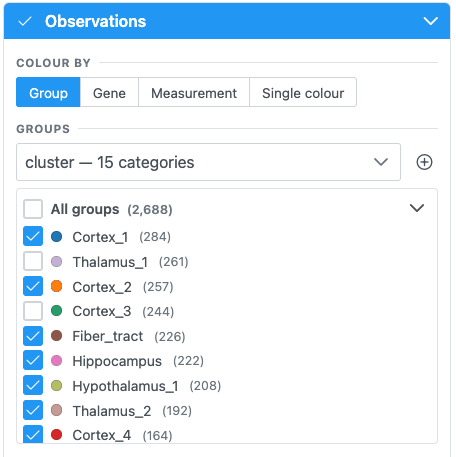 Observations
COLOUR BY
Group Gene Measurement Single colour
GROUPS
cluster — 15 categories
All groups (2,688)
Cortex_1 (284)
Thalamus_1 (261)
Cortex_2 (257)
Cortex_3 (244)
Fiber_tract (226)
Hippocampus (222)
Hypothalamus_1 (208)
Thalamus_2 (192)
Cortex_4 (164)